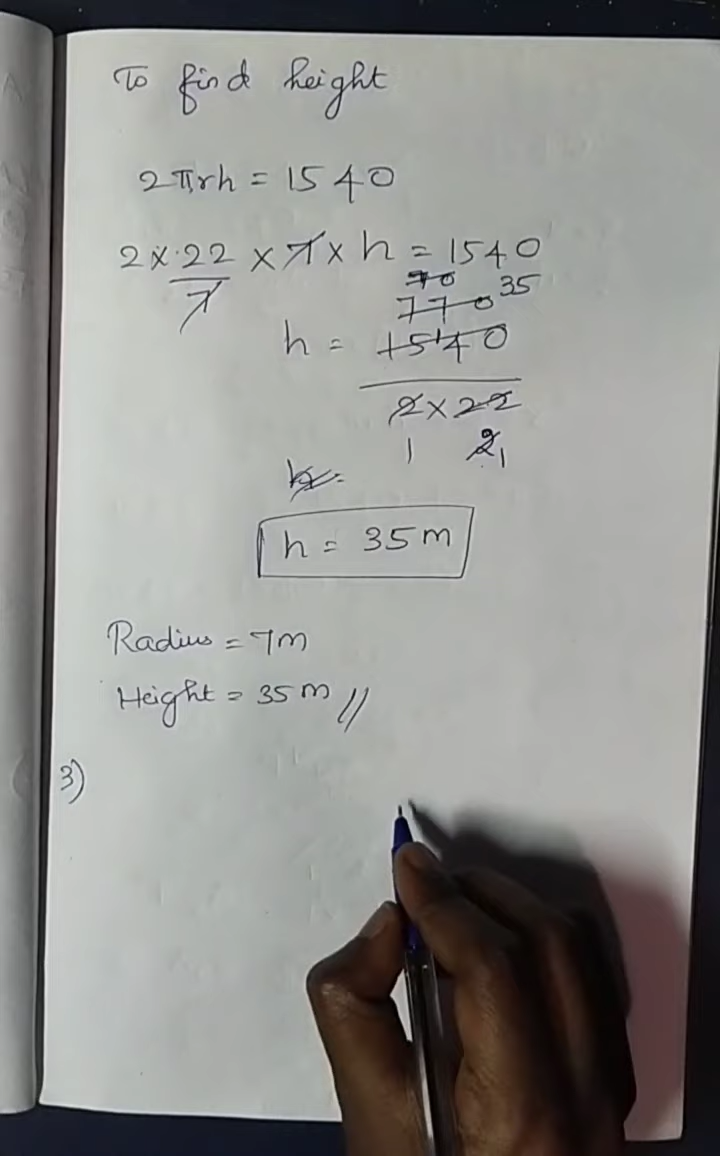 To find height
2πrh = 1540
2 × 22/7 × 7 × h = 1540
70
770 35
h = 1540
2 × 22
1 2 1
h =
h = 35 m
Radius = 7m
Height = 35 m //
3)